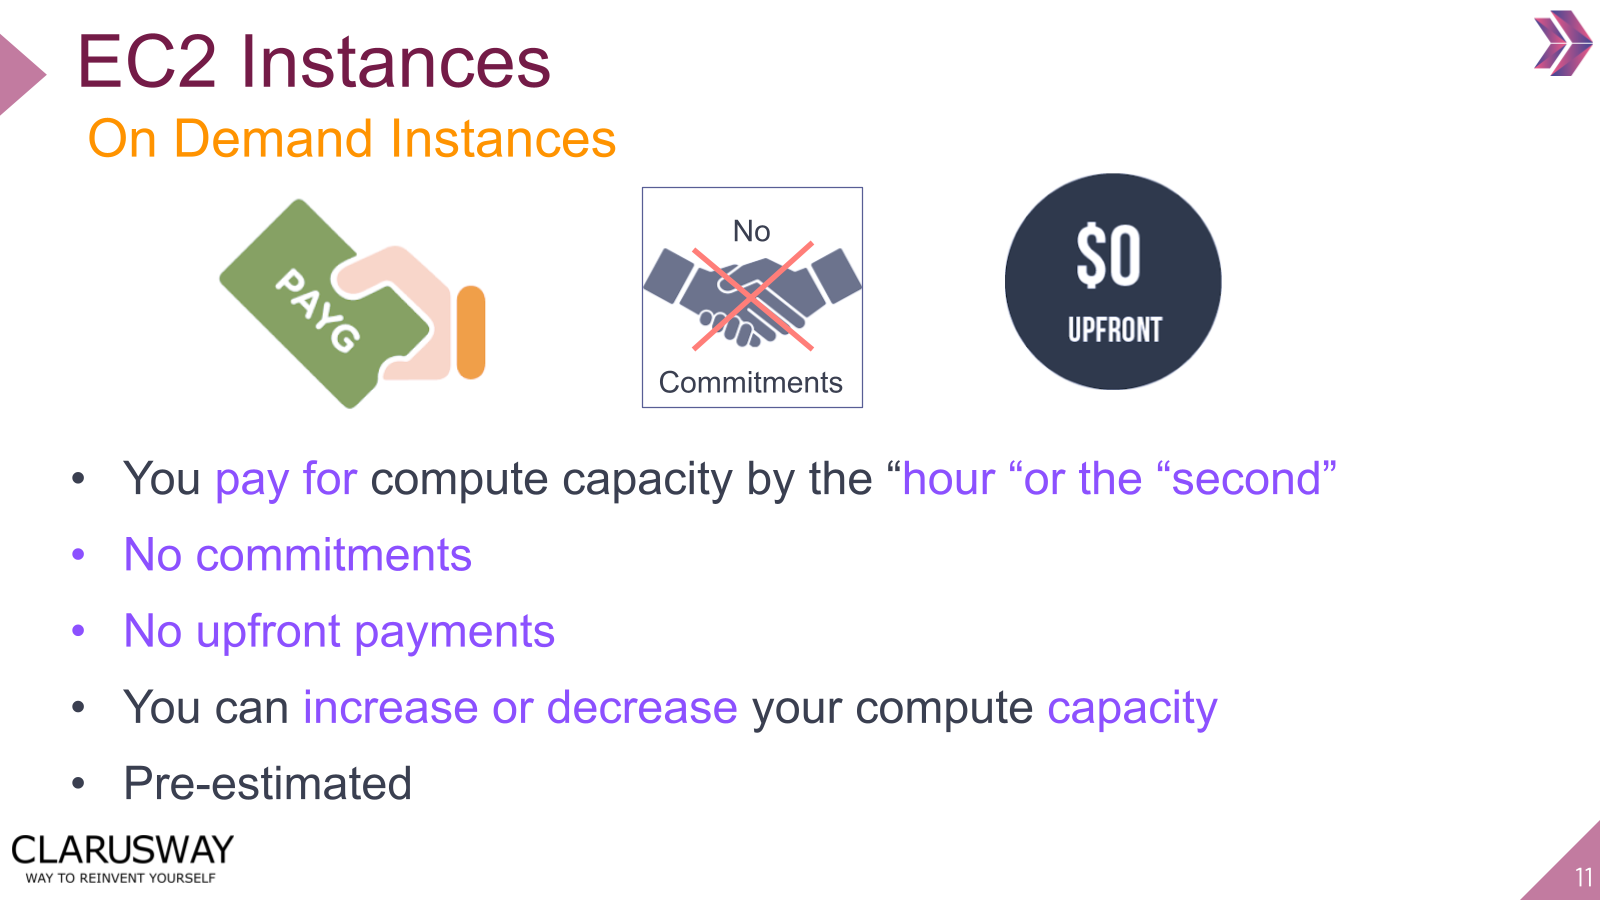 EC2 Instances
On Demand Instances
PAYG
No
Commitments
$0
UPFRONT
• You pay for compute capacity by the “hour “or the “second”
• No commitments
• No upfront payments
• You can increase or decrease your compute capacity
• Pre-estimated
CLARUSWAY
WAY TO REINVENT YOURSELF
11